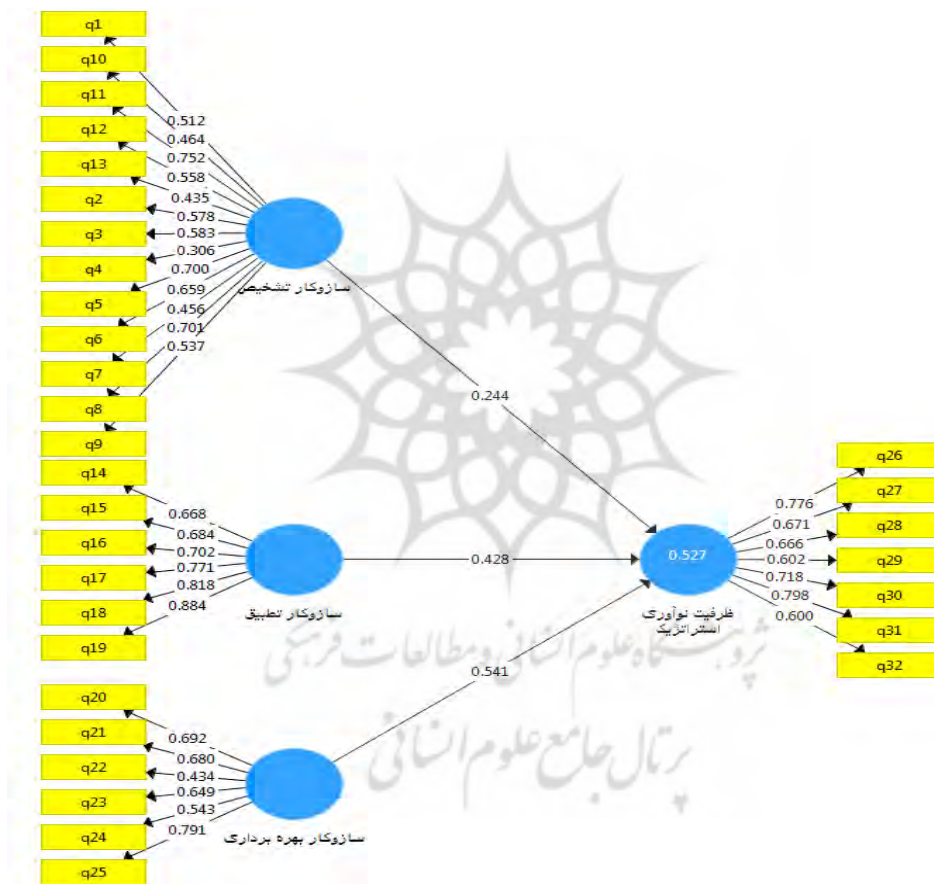 q1
q10
q11
q12
q13
q2
q3
q4
q5
q6
q7
q8
q9
0.512
0.464
0.752
0.558
0.435
0.578
0.583
0.306
0.700
0.659
0.456
0.701
0.537
سازوکار تشخیص
0.244
q14
q15
q16
q17
q18
q19
0.668
0.684
0.702
0.771
0.818
0.884
سازوکار تطبیق
0.428
q20
q21
q22
q23
q24
q25
0.692
0.680
0.434
0.649
0.543
0.791
سازوکار بهره برداری
0.541
0.527
ظرفیت نوآوری
استراتژیک
0.776
0.671
0.666
0.602
0.718
0.798
0.600
q26
q27
q28
q29
q30
q31
q32
پژوهشگاه علوم انسانی و مطالعات فرهنگی
پرتال جامع علوم انسانی